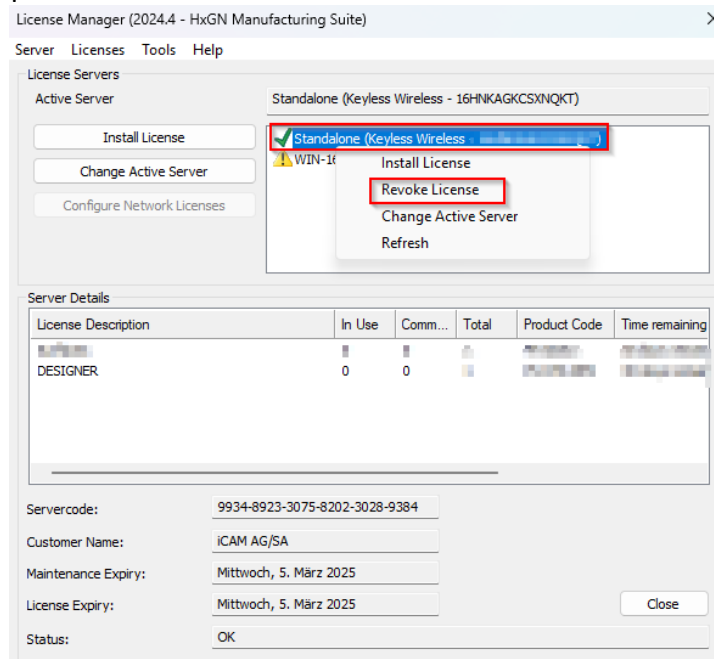 License Manager (2024.4 - HxGN Manufacturing Suite)
Server Licenses Tools Help
License Servers
Active Server Standalone (Keyless Wireless - 16HNKAGKCSXNQKT)
Install License
Standalone (Keyless Wireless - )
WIN-16
Install License
Change Active Server
Revoke License
Configure Network Licenses
Change Active Server
Refresh
Server Details
License Description In Use Comm... Total Product Code Time remaining
DESIGNER 0 0
Servercode: 9934-8923-3075-8202-3028-9384
Customer Name: iCAM AG/SA
Maintenance Expiry: Mittwoch, 5. März 2025
License Expiry: Mittwoch, 5. März 2025 Close
Status: OK